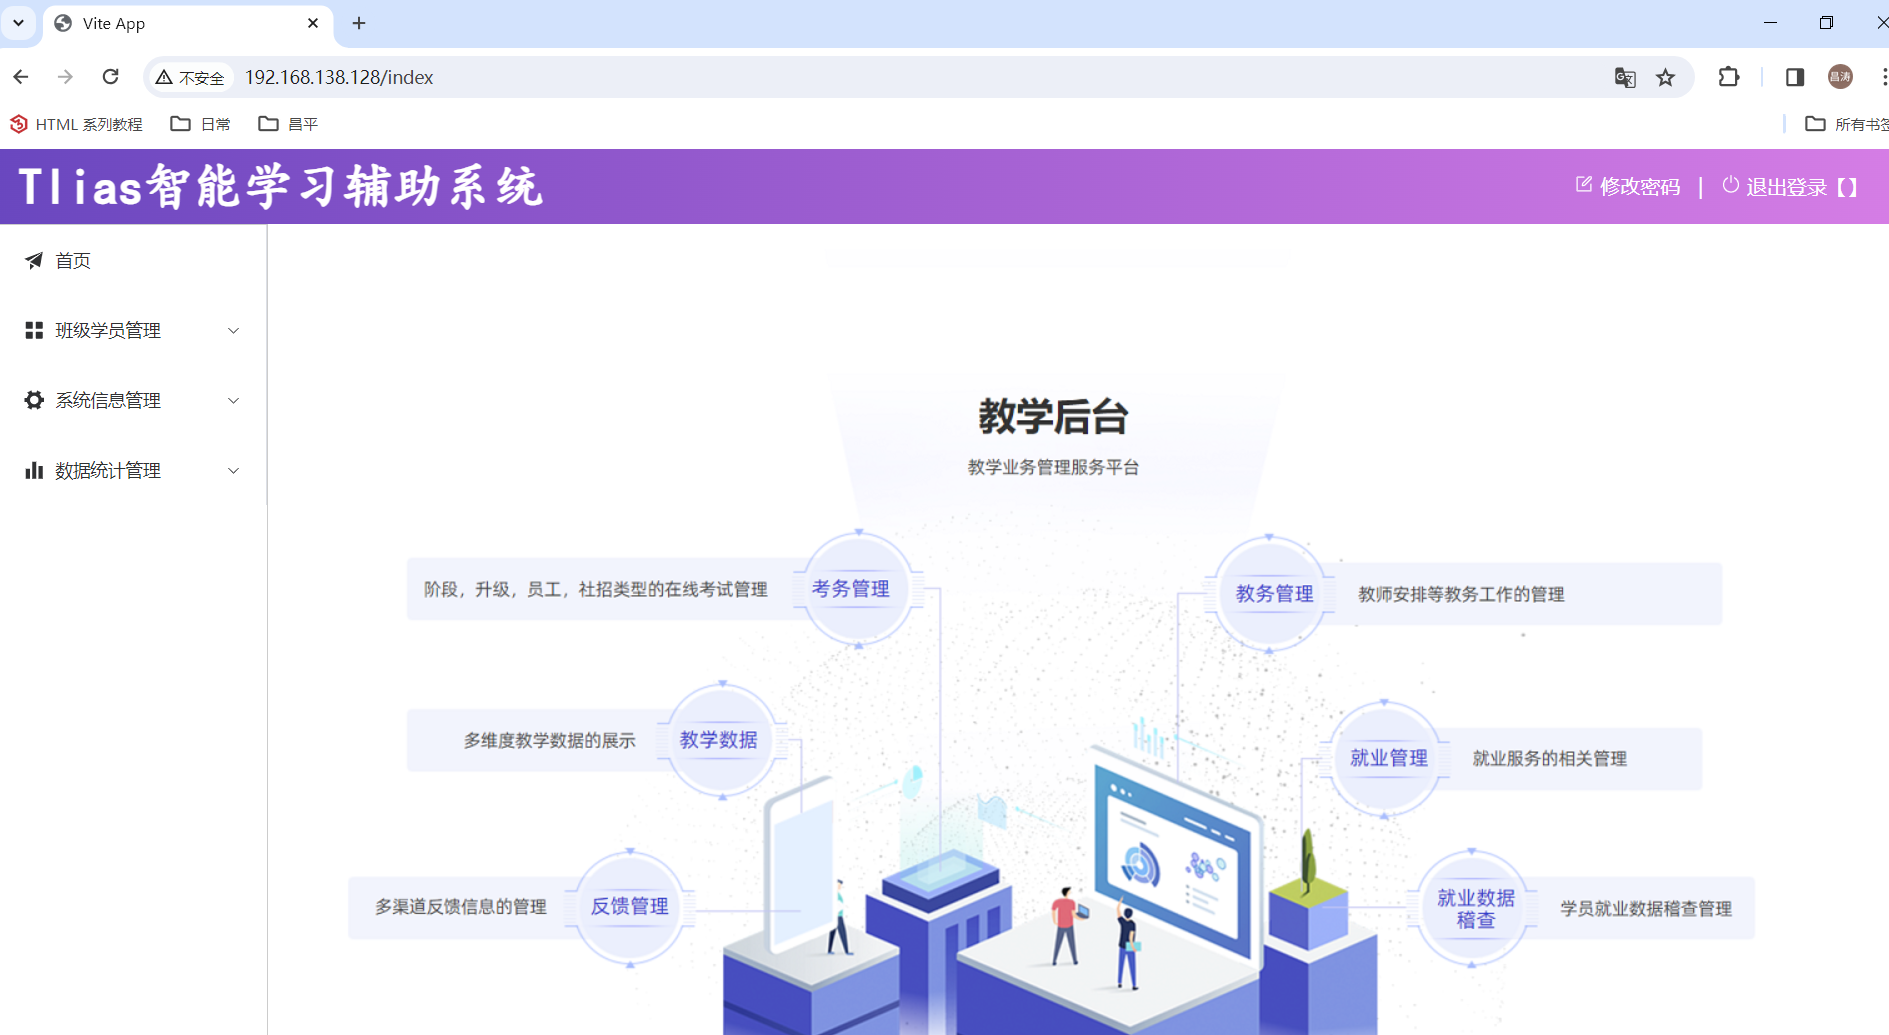 Vite App
不安全
192.168.138.128/index
昌涛
HTML 系列教程
日常
昌平
所有书签
Tlias智能学习辅助系统
修改密码 | 退出登录【】
首页
班级学员管理
系统信息管理
数据统计管理
教学后台
教学业务管理服务平台
阶段，升级，员工，社招类型的在线考试管理
考务管理
教务管理
教师安排等教务工作的管理
多维度教学数据的展示
教学数据
就业管理
就业服务的相关管理
多渠道反馈信息的管理
反馈管理
就业数据
稽查
学员就业数据稽查管理